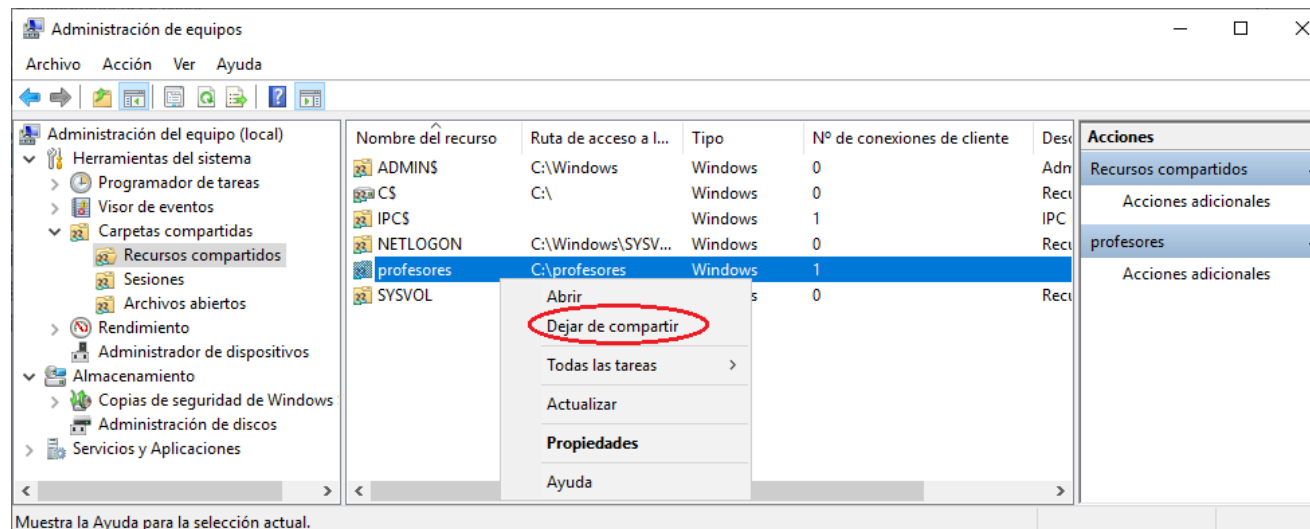 Administración de equipos
Archivo Acción Ver Ayuda
Administración del equipo (local)
Herramientas del sistema
Programador de tareas
Visor de eventos
Carpetas compartidas
Recursos compartidos
Sesiones
Archivos abiertos
Rendimiento
Administrador de dispositivos
Almacenamiento
Copias de seguridad de Windows
Administración de discos
Servicios y Aplicaciones
Nombre del recurso Ruta de acceso a l... Tipo Nº de conexiones de cliente Desc
ADMIN$ C:\Windows Windows 0 Adm
C$ C:\ Windows 0 Recu
IPC$ Windows 1 IPC
NETLOGON C:\Windows\SYSV... Windows 0 Recu
profesores C:\profesores Windows 1
SYSVOL s 0 Recu
Abrir
Dejar de compartir
Todas las tareas
Actualizar
Propiedades
Ayuda
Acciones
Recursos compartidos
Acciones adicionales
profesores
Acciones adicionales
Muestra la Ayuda para la selección actual.